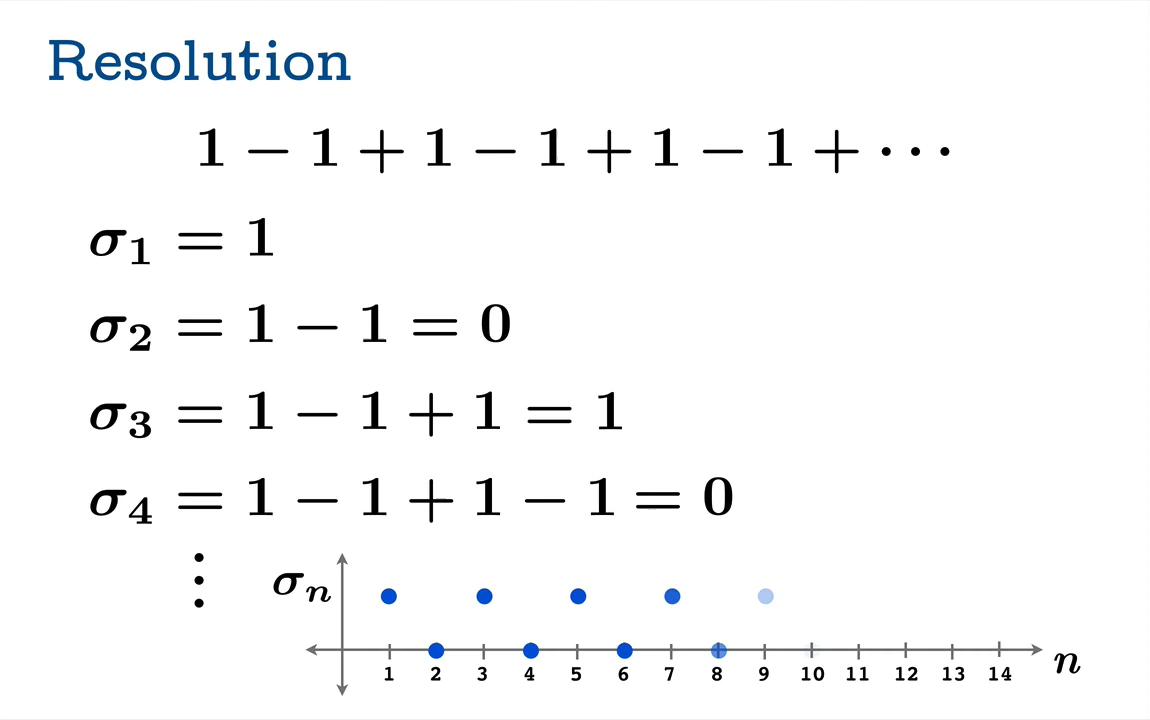 Resolution
1 − 1 + 1 − 1 + 1 − 1 + ⋯
σ₁ = 1
σ₂ = 1 − 1 = 0
σ₃ = 1 − 1 + 1 = 1
σ₄ = 1 − 1 + 1 − 1 = 0
⋮
σₙ
1 2 3 4 5 6 7 8 9 10 11 12 13 14 n